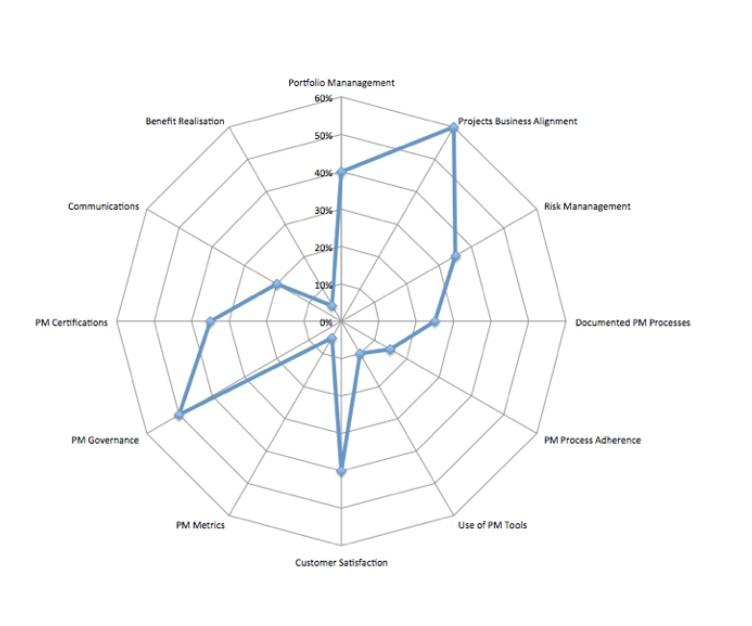 Portfolio Mananagement
60%
Benefit Realisation
Projects Business Alignment
50%
40%
Communications
30%
Risk Mananagement
20%
10%
PM Certifications
0%
Documented PM Processes
PM Governance
PM Process Adherence
PM Metrics
Use of PM Tools
Customer Satisfaction